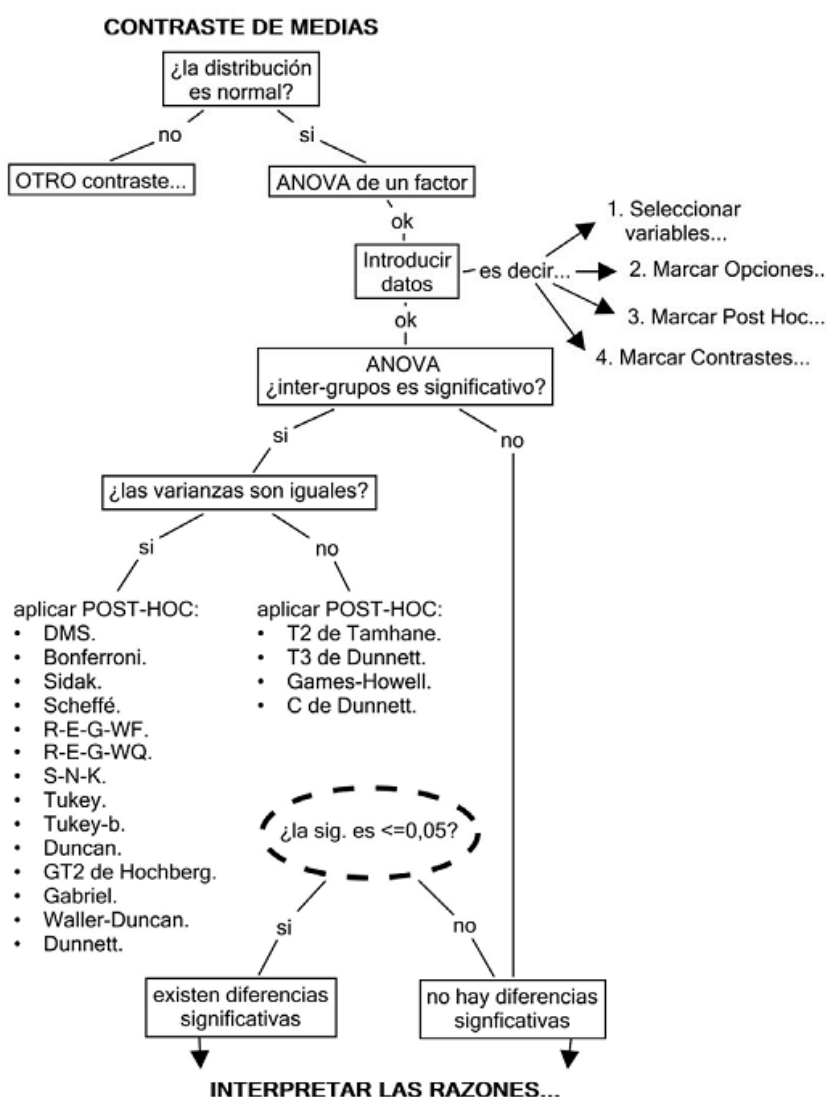 CONTRASTE DE MEDIAS
¿la distribución
es normal?
no
si
OTRO contraste...
ANOVA de un factor
ok
Introducir
datos
es decir...
1. Seleccionar
variables...
2. Marcar Opciones..
3. Marcar Post Hoc...
4. Marcar Contrastes...
ok
ANOVA
¿inter-grupos es significativo?
si
no
¿las varianzas son iguales?
si
no
aplicar POST-HOC:
• DMS.
• Bonferroni.
• Sidak.
• Scheffé.
• R-E-G-WF.
• R-E-G-WQ.
• S-N-K.
• Tukey.
• Tukey-b.
• Duncan.
• GT2 de Hochberg.
• Gabriel.
• Waller-Duncan.
• Dunnett.
aplicar POST-HOC:
• T2 de Tamhane.
• T3 de Dunnett.
• Games-Howell.
• C de Dunnett.
¿la sig. es <=0,05?
si
no
existen diferencias
significativas
no hay diferencias
signficativas
INTERPRETAR LAS RAZONES...